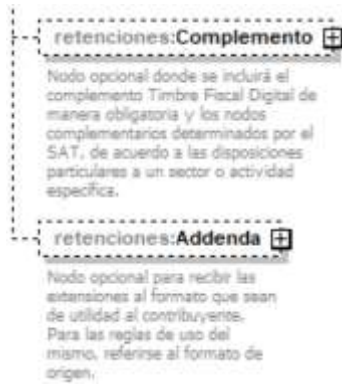 retenciones:Complemento
Nodo opcional donde se incluirá el
complemento Timbre Fiscal Digital de
manera obligatoria y los nodos
complementarios determinados por el
SAT, de acuerdo a las disposiciones
particulares a un sector o actividad
especifica.
retenciones:Addenda
Nodo opcional para recibir las
extensiones al formato que sean
de utilidad al contribuyente.
Para las reglas de uso del
mismo, referirse al formato de
origen.